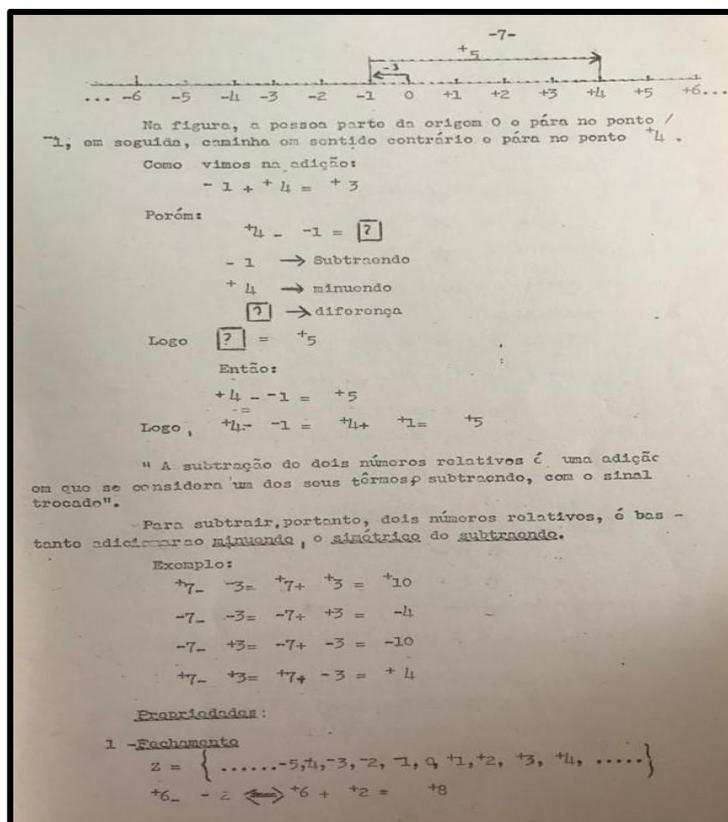 -7-
+5
-3
... -6 -5 -4 -3 -2 -1 0 +1 +2 +3 +4 +5 +6...
Na figura, a pessoa parte da origem 0 e pára no ponto /
-1; em seguida, caminha em sentido contrário e pára no ponto +4 .
Como vimos na adição:
- 1 + + 4 = + 3
Porém:
+4 - -1 = ?
- 1 → Subtraendo
+ 4 → minuendo
? → diferença
Logo ? = +5
Então:
+4 - -1 = +5
Logo, +4- -1 = +4+ +1= +5
" A subtração de dois números relativos é uma adição
em que se considera um dos seus têrmos, o subtraendo, com o sinal
trocado".
Para subtrair, portanto, dois números relativos, é bas -
tante adicionar ao minuendo, o simétrico do subtraendo.
Exemplo:
+7- -3= +7+ +3 = +10
-7- -3= -7+ +3 = -4
-7- +3= -7+ -3 = -10
+7- +3= +7+ -3 = + 4
Propriedades:
1 -Fechamento
Z = { ......-5,-4,-3, -2, -1, 0, +1, +2, +3, +4, .....}
+6- - 2 ⟺ +6 + +2 = +8